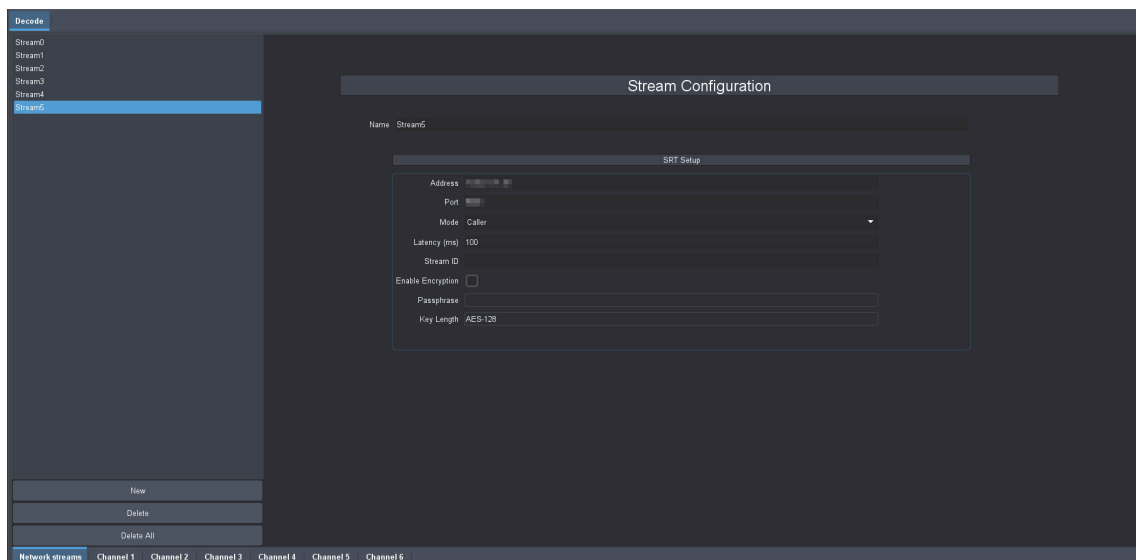 Decode
Stream0
Stream1
Stream2
Stream3
Stream4
Stream5
Stream Configuration
Name Stream5
SRT Setup
Address
Port
Mode Caller
Latency (ms) 100
Stream ID
Enable Encryption
Passphrase
Key Length AES-128
New
Delete
Delete All
Network streams Channel 1 Channel 2 Channel 3 Channel 4 Channel 5 Channel 6